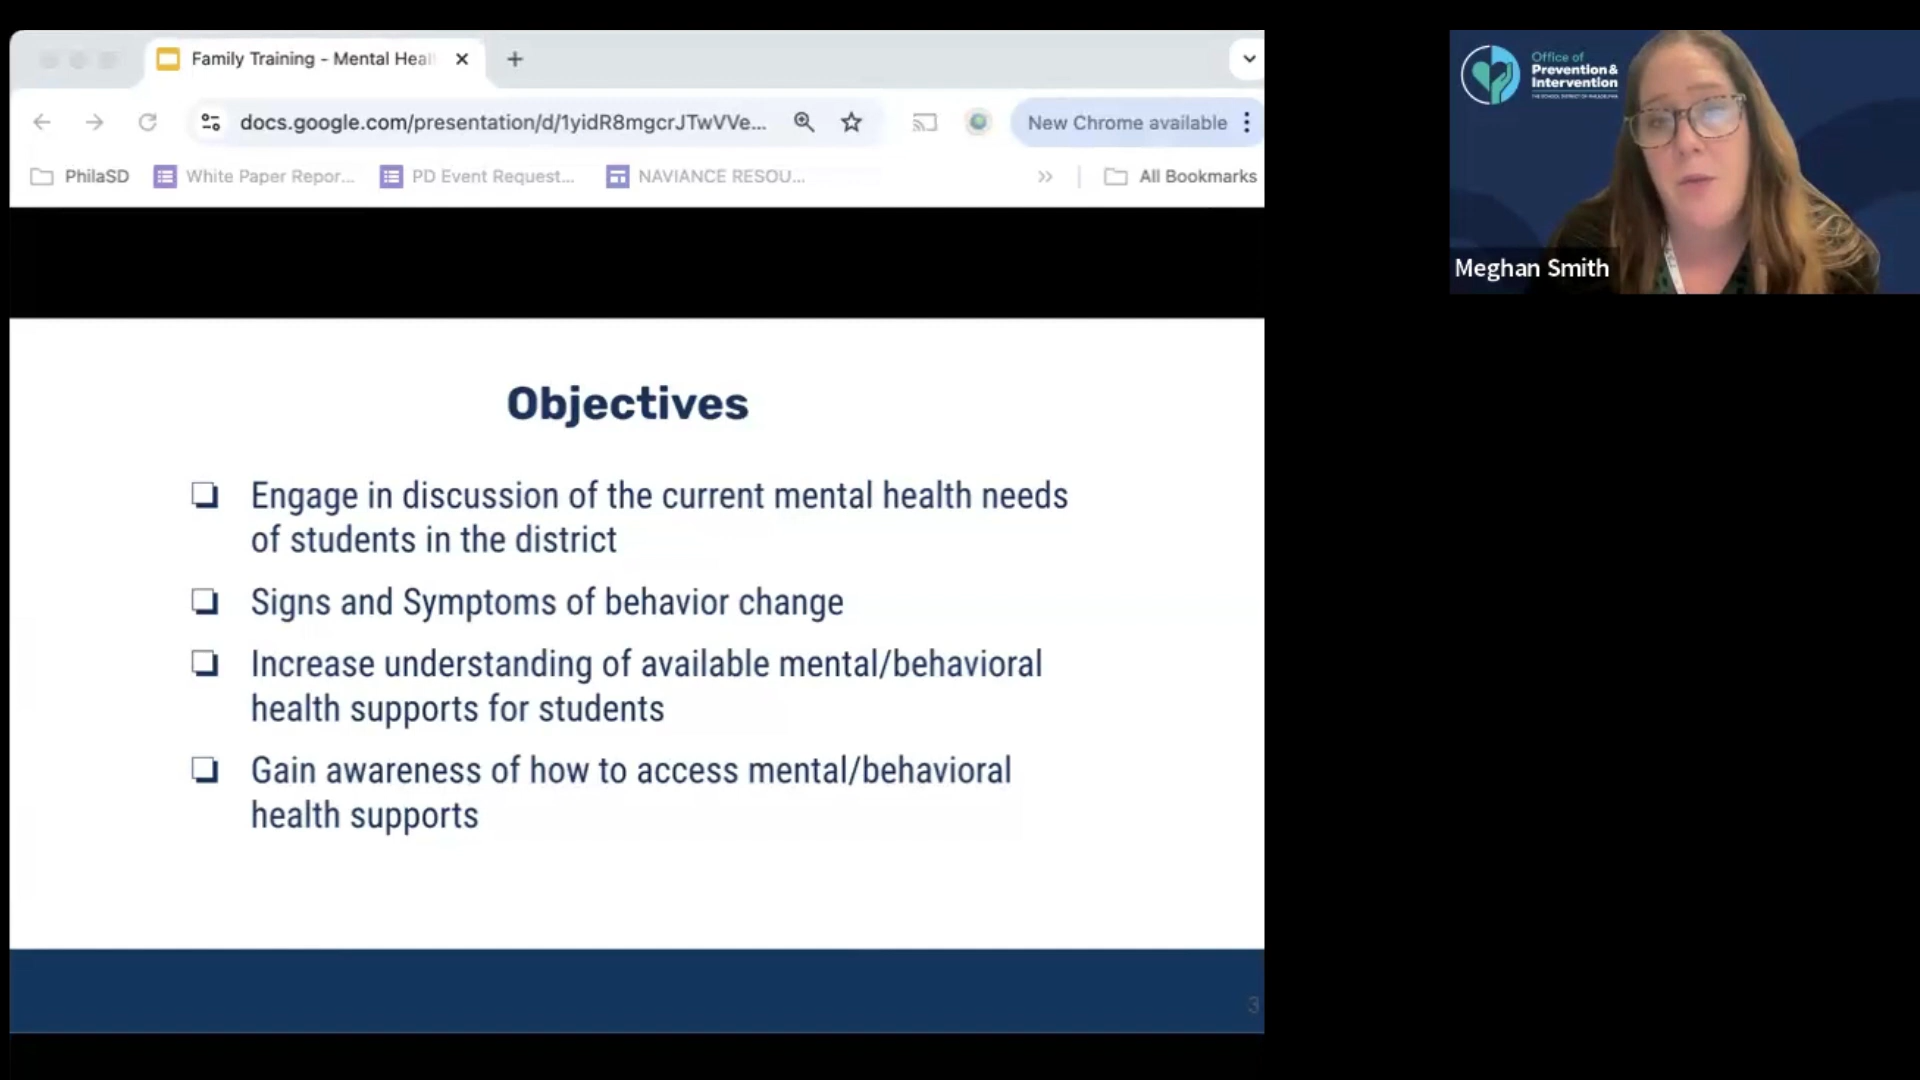 Family Training - Mental Heal
docs.google.com/presentation/d/1yidR8mgcrJTwVVe...
New Chrome available
PhilaSD
White Paper Repor...
PD Event Request...
NAVIANCE RESOU...
All Bookmarks
Objectives
Engage in discussion of the current mental health needs
of students in the district
Signs and Symptoms of behavior change
Increase understanding of available mental/behavioral
health supports for students
Gain awareness of how to access mental/behavioral
health supports
3
Office of
Prevention &
Intervention
THE SCHOOL DISTRICT OF PHILADELPHIA
Meghan Smith